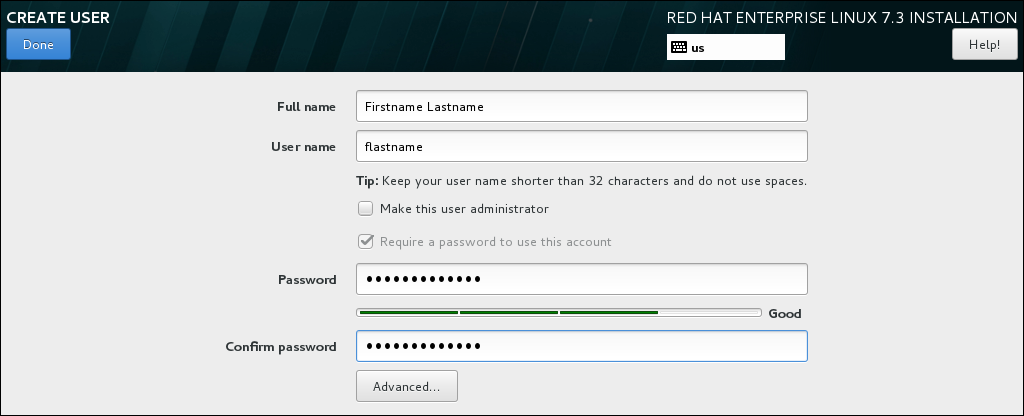 CREATE USER
RED HAT ENTERPRISE LINUX 7.3 INSTALLATION
Done
us
Help!
Full name
Firstname Lastname
User name
flastname
Tip: Keep your user name shorter than 32 characters and do not use spaces.
Make this user administrator
Require a password to use this account
Password
●●●●●●●●●●●●●
Good
Confirm password
●●●●●●●●●●●●●
Advanced...